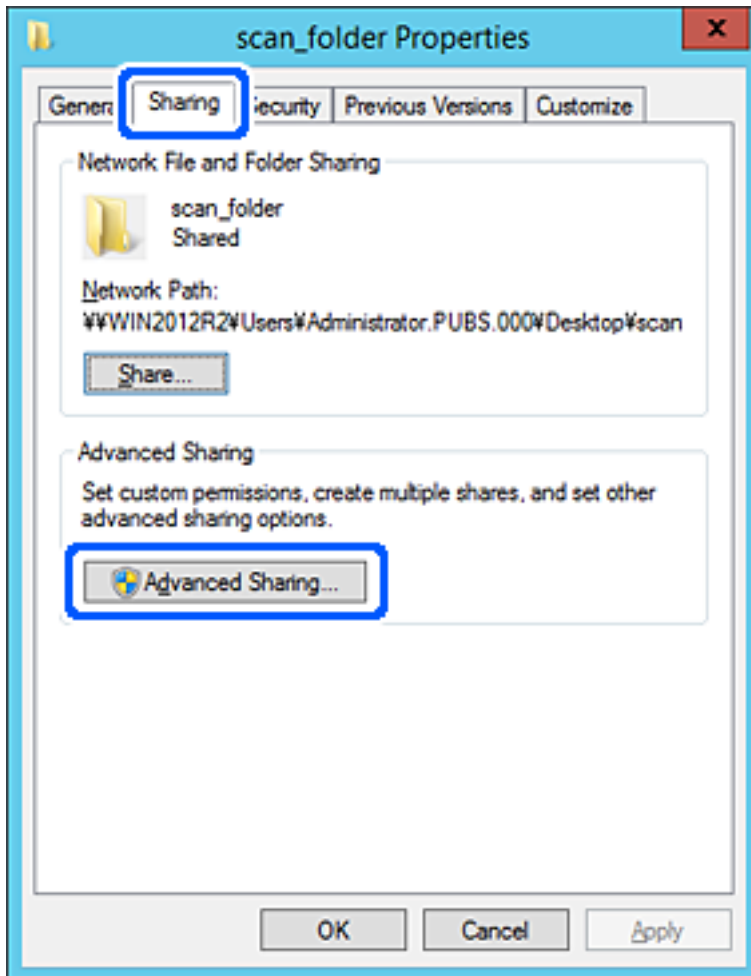 scan_folder Properties
x
Sharing Previous Versions Customize
Network File and Folder Sharing
scan_folder
Shared
Network Path:
¥¥WIN2012R2¥Users¥Administrator.PUBS.000¥Desktop¥scan
Share...
Advanced Sharing
Set custom permissions, create multiple shares, and set other
advanced sharing options.
Advanced Sharing...
OK Cancel Apply